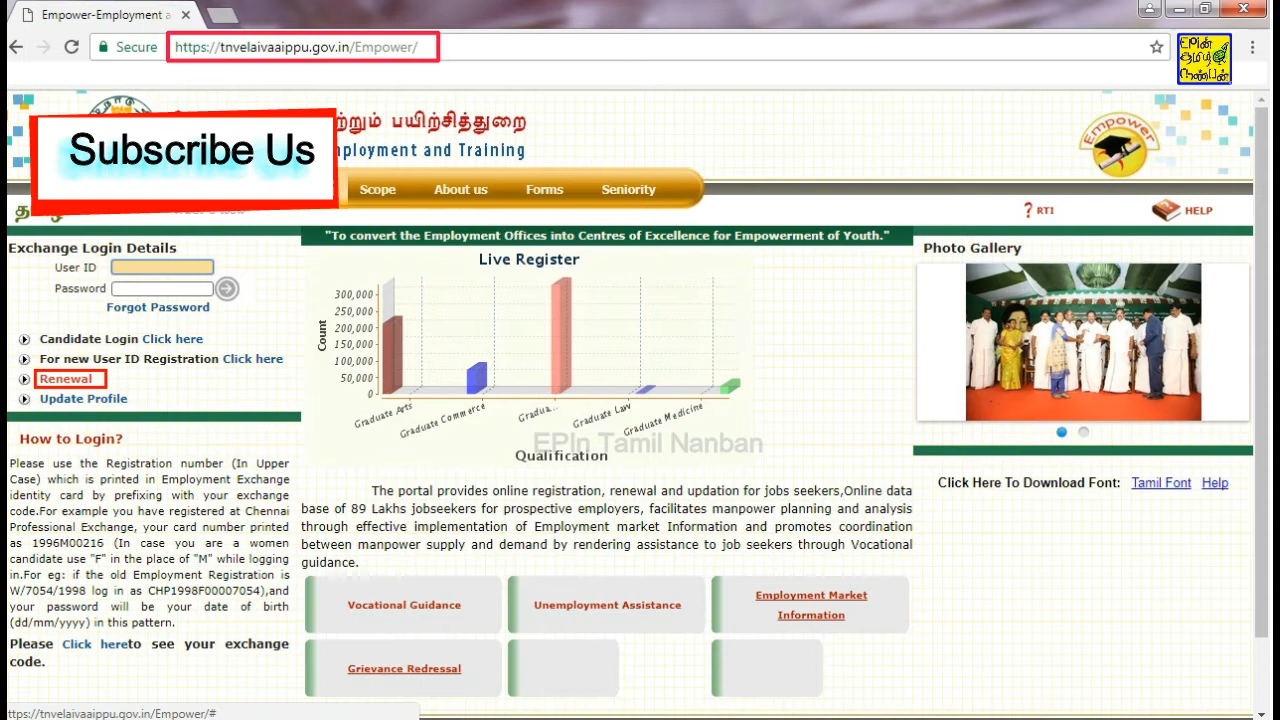 Empower-Employment a
Secure
https://tnvelaivaaippu.gov.in/Empower/
EPIன்
தமிழ்
நண்பன்
Subscribe Us
ற்றும் பயிற்சித்துறை
mployment and Training
Empower
Scope About us Forms Seniority
RTI
HELP
Exchange Login Details
User ID
Password
Forgot Password
Candidate Login Click here
For new User ID Registration Click here
Renewal
Update Profile
How to Login?
Please use the Registration number (In Upper
Case) which is printed in Employment Exchange
identity card by prefixing with your exchange
code.For example you have registered at Chennai
Professional Exchange, your card number printed
as 1996M00216 (In case you are a women
candidate use "F" in the place of "M" while logging
in.For eg: if the old Employment Registration is
W/7054/1998 log in as CHP1998F00007054),and
your password will be your date of birth
(dd/mm/yyyy) in this pattern.
Please Click hereto see your exchange
code.
"To convert the Employment Offices into Centres of Excellence for Empowerment of Youth."
Live Register
Count
300,000
250,000
200,000
150,000
100,000
50,000
0
Graduate Arts
Graduate Commerce
Gradua...
Graduate Law
Graduate Medicine
EPIn Tamil Nanban
Qualification
The portal provides online registration, renewal and updation for jobs seekers,Online data
base of 89 Lakhs jobseekers for prospective employers, facilitates manpower planning and analysis
through effective implementation of Employment market Information and promotes coordination
between manpower supply and demand by rendering assistance to job seekers through Vocational
guidance.
Vocational Guidance
Unemployment Assistance
Employment Market
Information
Grievance Redressal
Photo Gallery
Click Here To Download Font: Tamil Font Help
ttps://tnvelaivaaippu.gov.in/Empower/#